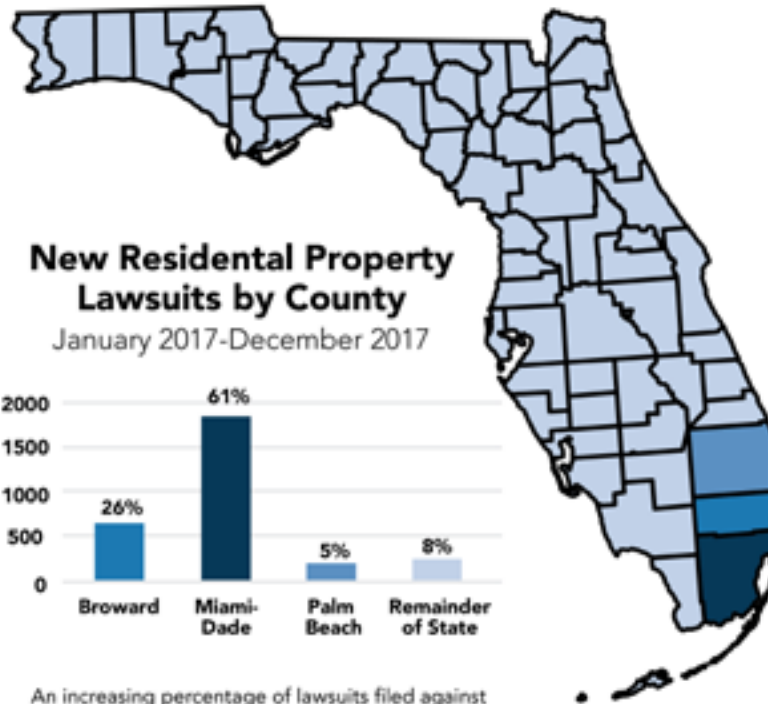 New Residential Property
Lawsuits by County
January 2017-December 2017
2000
1500
1000
500
0
61%
26%
5%
8%
Broward
Miami-
Dade
Palm
Beach
Remainder
of State
An increasing percentage of lawsuits filed against